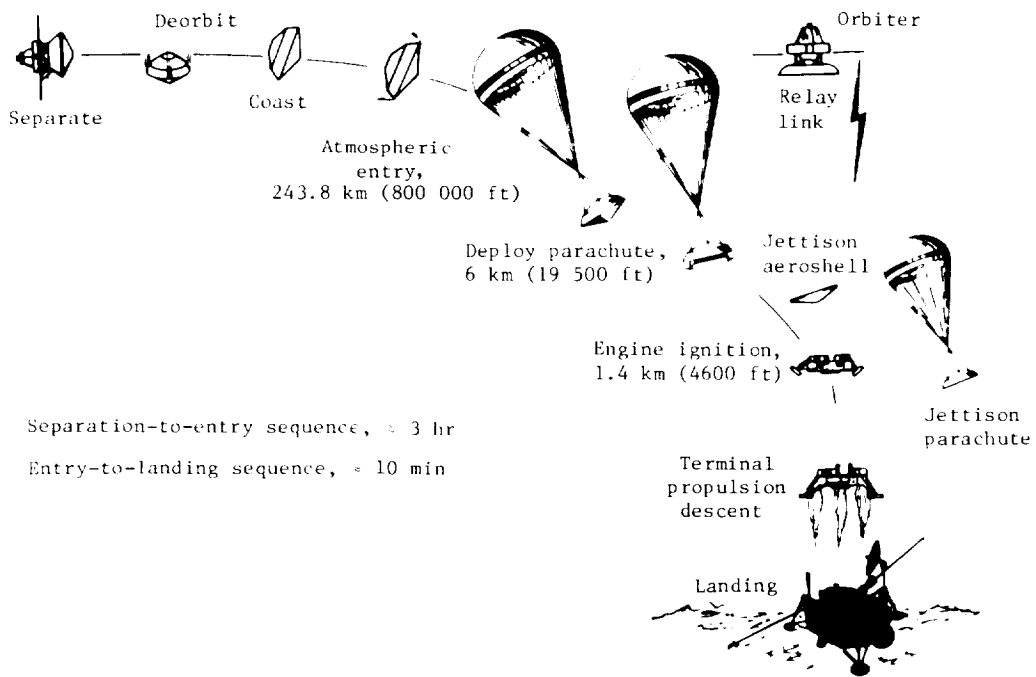 Deorbit
Orbiter
Separate
Coast
Relay
link
Atmospheric
entry,
243.8 km (800 000 ft)
Deploy parachute,
6 km (19 500 ft)
Jettison
aeroshell
Engine ignition,
1.4 km (4600 ft)
Jettison
parachute
Separation-to-entry sequence, ≈ 3 hr
Entry-to-landing sequence, ≈ 10 min
Terminal
propulsion
descent
Landing